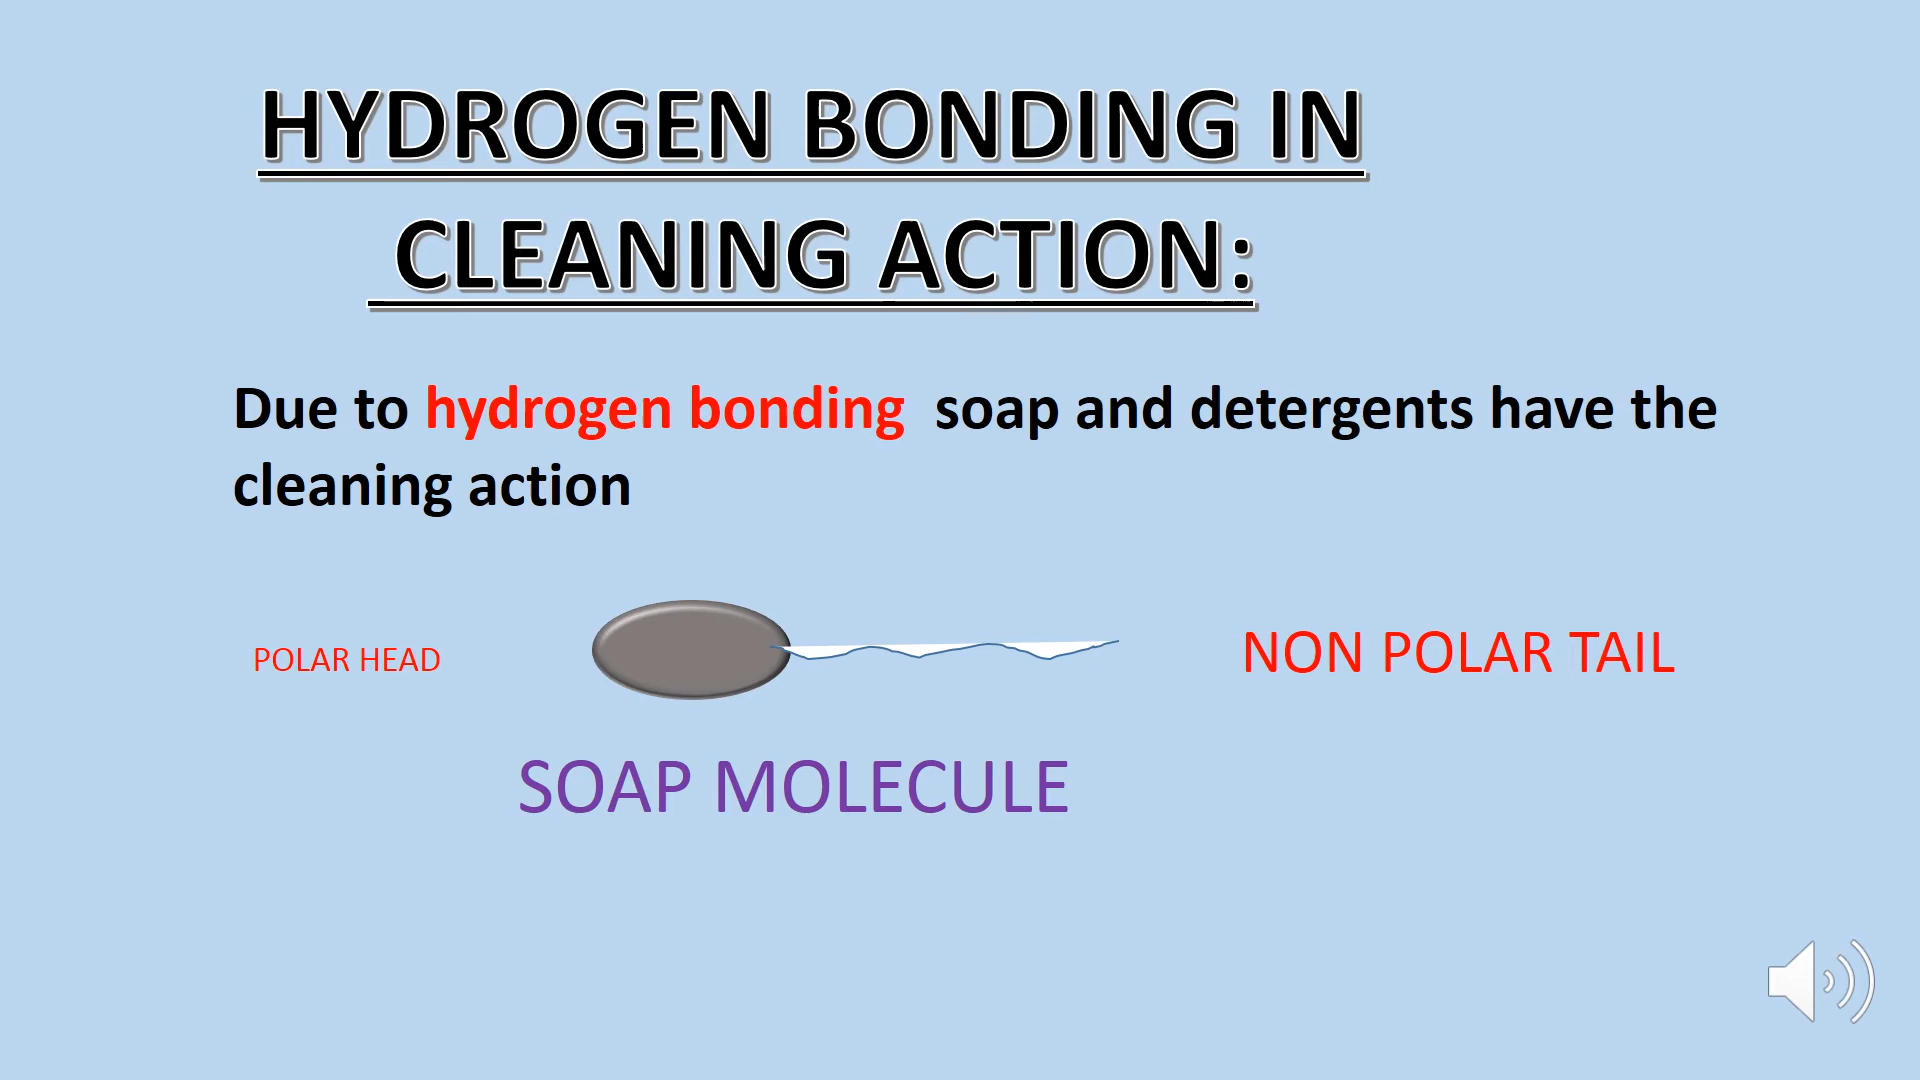 HYDROGEN BONDING IN
CLEANING ACTION:
Due to hydrogen bonding  soap and detergents have the
cleaning action
POLAR HEAD
NON POLAR TAIL
SOAP MOLECULE